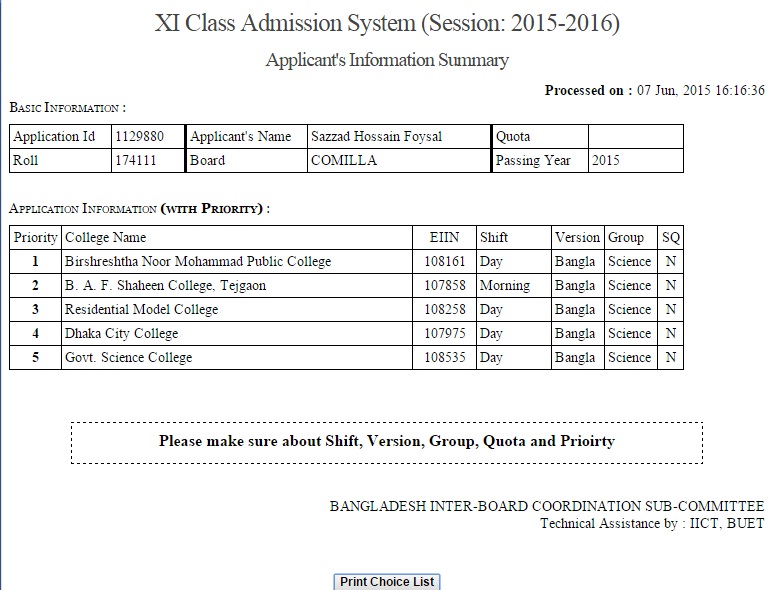 XI Class Admission System (Session: 2015-2016)
Applicant's Information Summary
Processed on : 07 Jun, 2015 16:16:36
Basic Information :
Application Id 1129880 Applicant's Name Sazzad Hossain Foysal Quota
Roll 174111 Board COMILLA Passing Year 2015
Application Information (with Priority) :
Priority College Name EIIN Shift Version Group SQ
1 Birshreshtha Noor Mohammad Public College 108161 Day Bangla Science N
2 B. A. F. Shaheen College, Tejgaon 107858 Morning Bangla Science N
3 Residential Model College 108258 Day Bangla Science N
4 Dhaka City College 107975 Day Bangla Science N
5 Govt. Science College 108535 Day Bangla Science N
Please make sure about Shift, Version, Group, Quota and Prioirty
BANGLADESH INTER-BOARD COORDINATION SUB-COMMITTEE
Technical Assistance by : IICT, BUET
Print Choice List